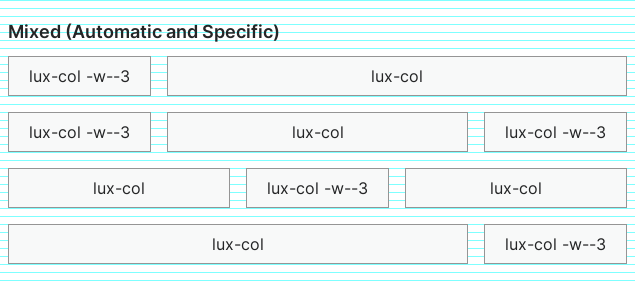 Mixed (Automatic and Specific)
lux-col -w--3 lux-col
lux-col -w--3 lux-col lux-col -w--3
lux-col lux-col -w--3 lux-col
lux-col lux-col -w--3